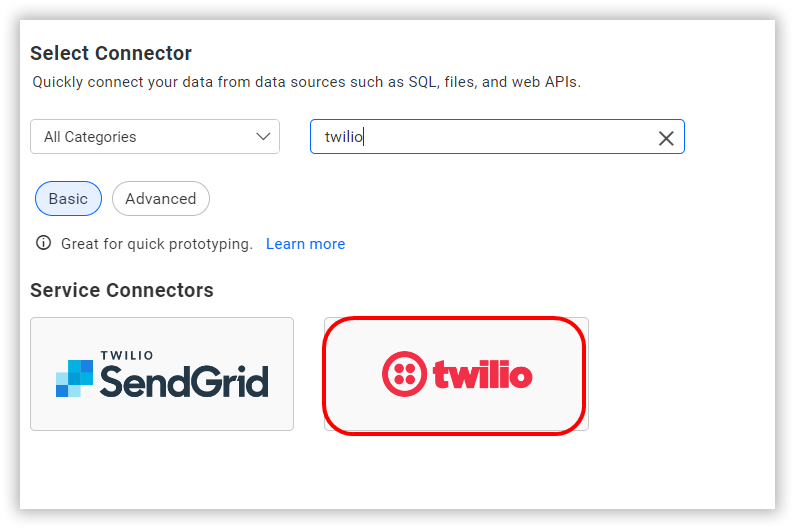 Select Connector
Quickly connect your data from data sources such as SQL, files, and web APIs.
All Categories
twilio
Basic
Advanced
Great for quick prototyping. Learn more
Service Connectors
TWILIO
SendGrid
twilio